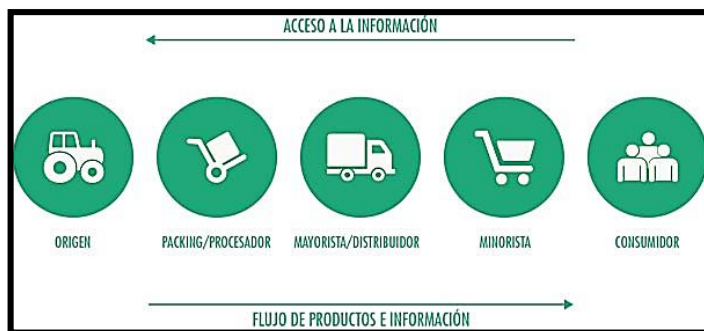 ACCESO A LA INFORMACIÓN
ORIGEN
PACKING/PROCESADOR
MAYORISTA/DISTRIBUIDOR
MINORISTA
CONSUMIDOR
FLUJO DE PRODUCTOS E INFORMACIÓN